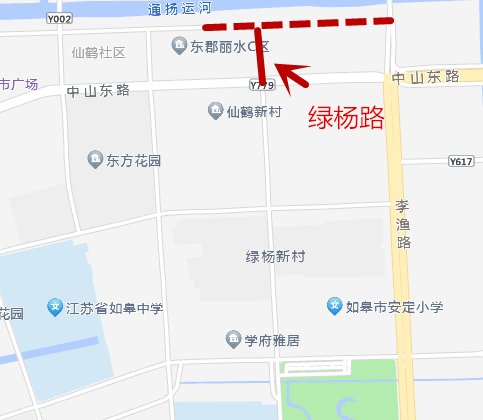 通扬运河
Y002
仙鹤社区
东郡丽水C区
市广场
中山东路
Y779
中山东路
仙鹤新村
绿杨路
东方花园
Y617
李渔路
绿杨新村
江苏省如皋中学
如皋市安定小学
花园
学府雅居